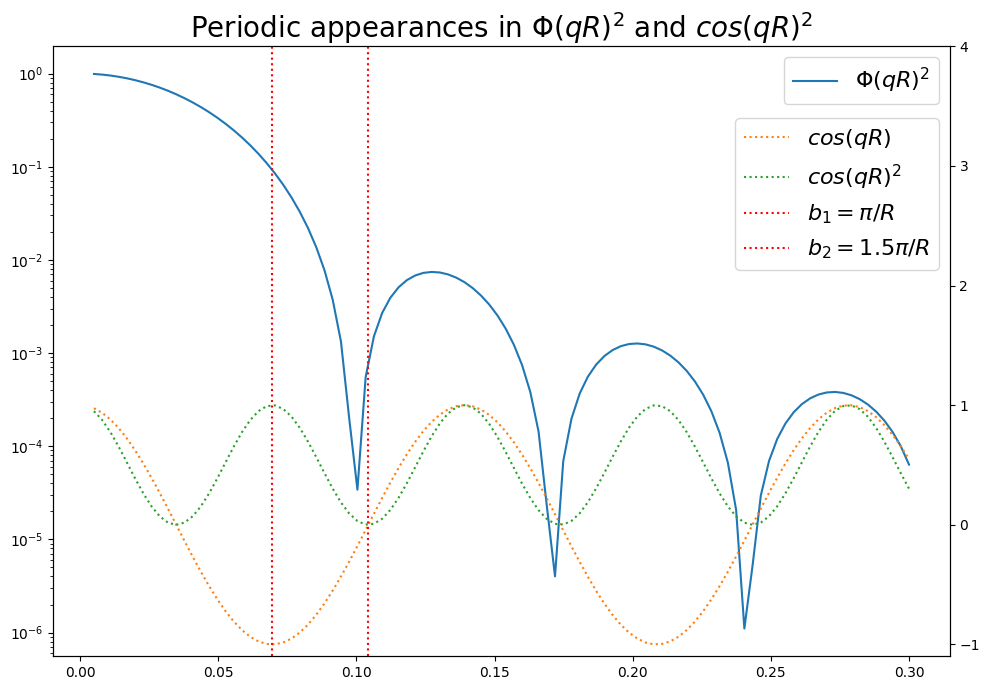 Periodic appearances in Φ(qR)² and cos(qR)²
Φ(qR)²
cos(qR)
cos(qR)²
b₁ = π/R
b₂ = 1.5π/R
10⁰
10⁻¹
10⁻²
10⁻³
10⁻⁴
10⁻⁵
10⁻⁶
4
3
2
1
0
−1
0.00 0.05 0.10 0.15 0.20 0.25 0.30